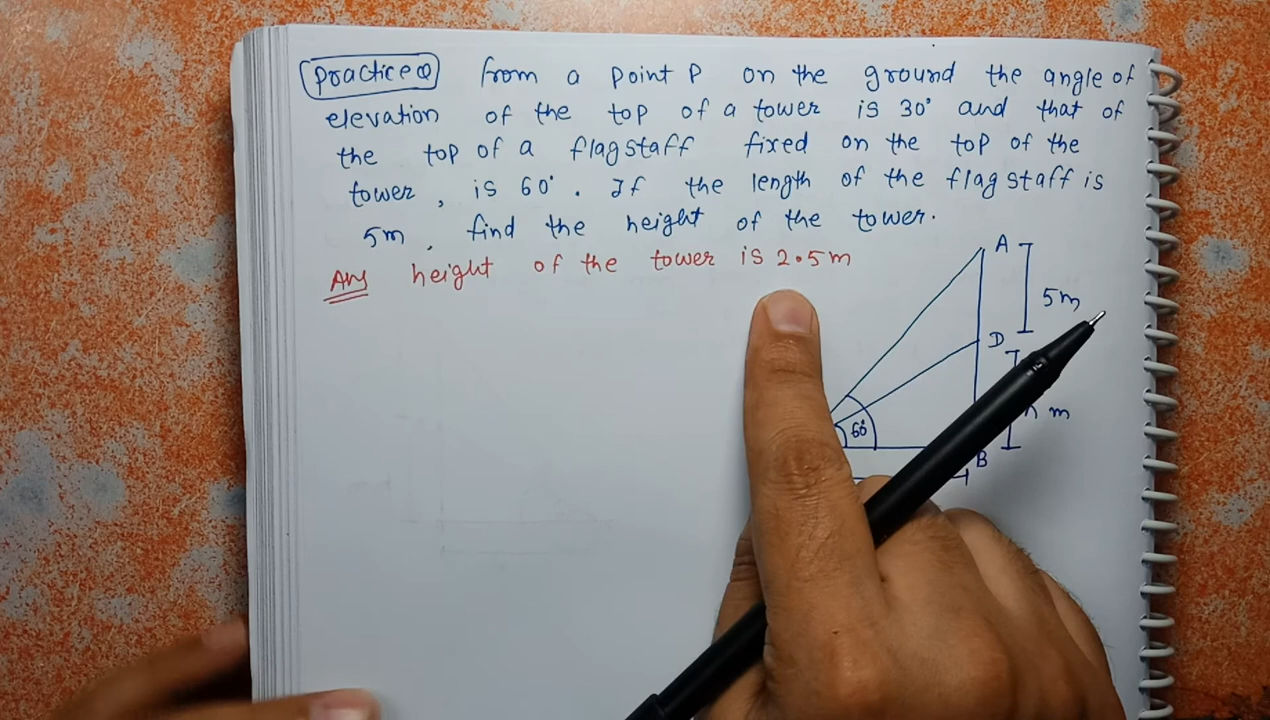 Practice Q from a point P on the ground the angle of
elevation of the top of a tower is 30° and that of
the top of a flagstaff fixed on the top of the
tower, is 60°. If the length of the flagstaff is
5m, find the height of the tower.
Ans height of the tower is 2.5m
A
5m
D
60°
m
B